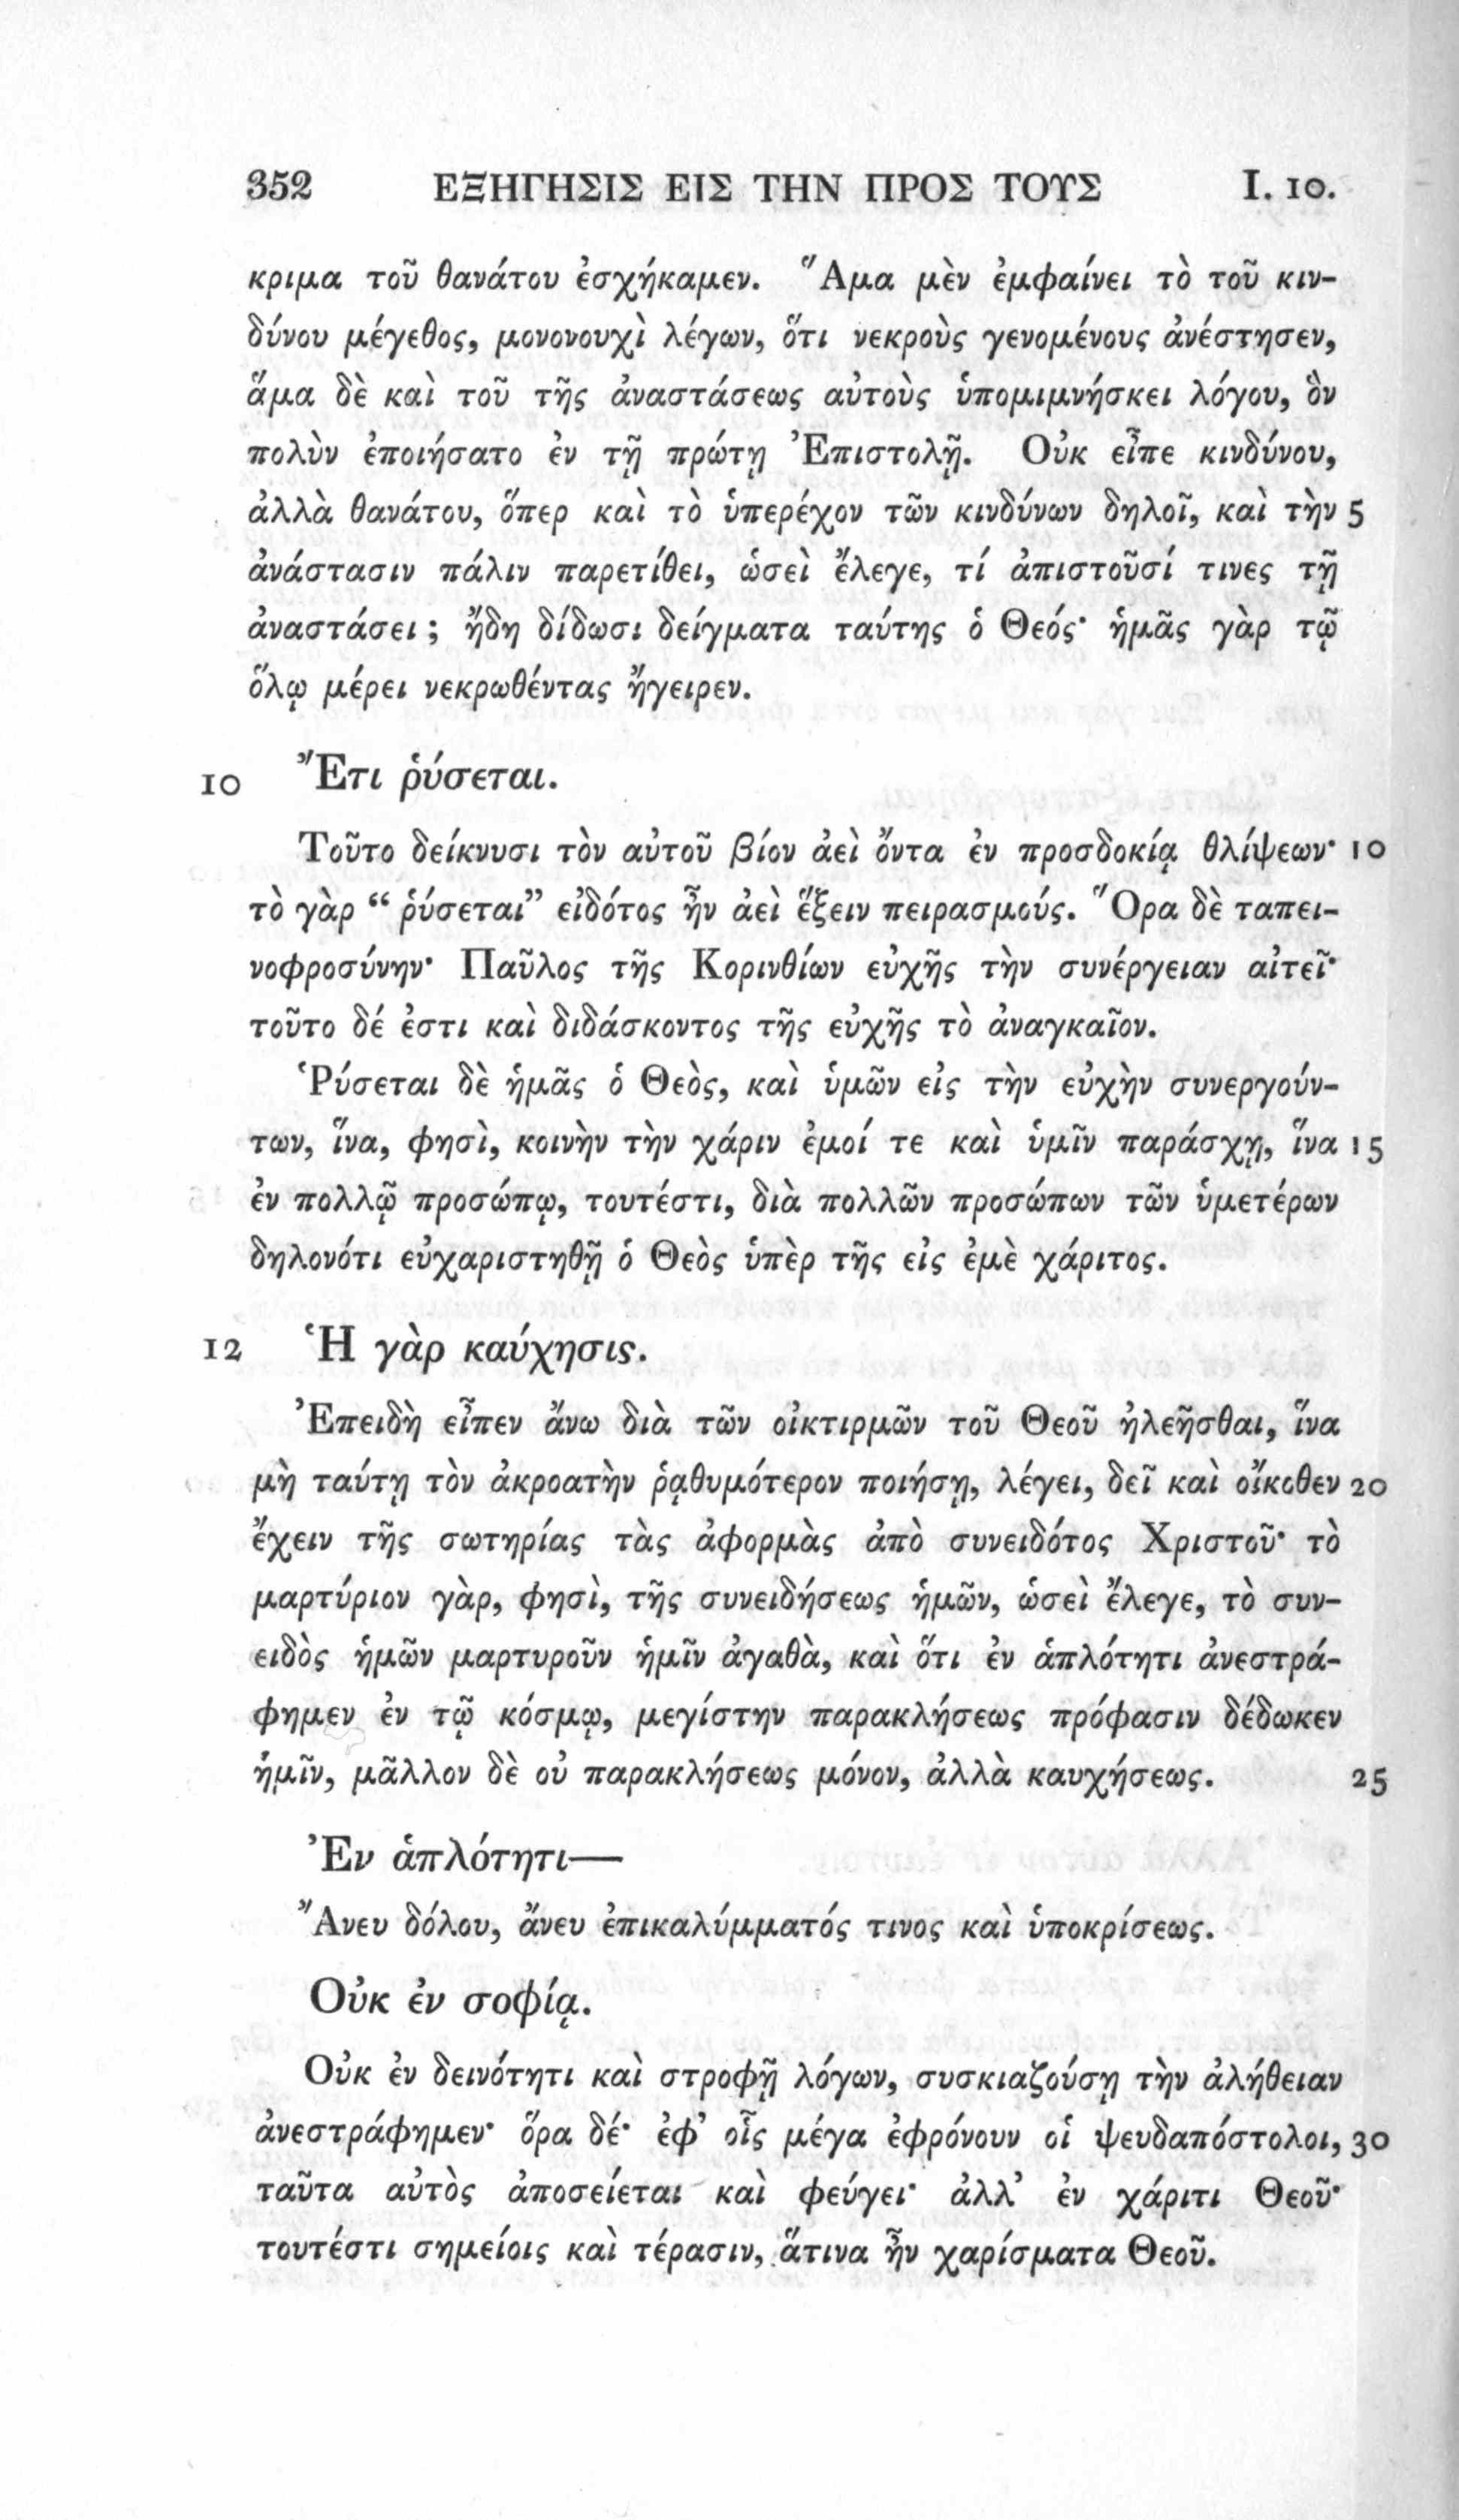 352 ΕΞΗΓΗΣΙΣ ΕΙΣ ΤΗΝ ΠΡΟΣ ΤΟΥΣ I. 10.
κριμα τοῦ θανάτου ἐσχήκαμεν. Ἅμα μὲν ἐμφαίνει τὸ τοῦ κιν-
δύνου μέγεθος, μονονουχὶ λέγων, ὅτι νεκροὺς γενομένους ἀνέστησεν,
ἅμα δὲ καὶ τοῦ τῆς ἀναστάσεως αὐτοὺς ὑπομιμνήσκει λόγου, ὃν
πολὺν ἐποιήσατο ἐν τῇ πρώτῃ Ἐπιστολῇ. Οὐκ εἶπε κινδύνου,
ἀλλὰ θανάτου, ὅπερ καὶ τὸ ὑπερέχον τῶν κινδύνων δηλοῖ, καὶ τὴν 5
ἀνάστασιν πάλιν παρετίθει, ὡσεὶ ἔλεγε, τί ἀπιστοῦσί τινες τῇ
ἀναστάσει; ἤδη δίδωσι δείγματα ταύτης ὁ Θεός· ἡμᾶς γὰρ τῷ
ὅλῳ μέρει νεκρωθέντας ἤγειρεν.
10 Ἔτι ῥύσεται.
Τοῦτο δείκνυσι τὸν αὐτοῦ βίον ἀεὶ ὄντα ἐν προσδοκίᾳ θλίψεων· 10
τὸ γὰρ “ ῥύσεται” εἰδότος ἦν ἀεὶ ἕξειν πειρασμούς. Ὅρα δὲ ταπει-
νοφροσύνην· Παῦλος τῆς Κορινθίων εὐχῆς τὴν συνέργειαν αἰτεῖ·
τοῦτο δέ ἐστι καὶ διδάσκοντος τῆς εὐχῆς τὸ ἀναγκαῖον.
Ῥύσεται δὲ ἡμᾶς ὁ Θεὸς, καὶ ὑμῶν εἰς τὴν εὐχὴν συνεργούν-
των, ἵνα, φησὶ, κοινὴν τὴν χάριν ἐμοί τε καὶ ὑμῖν παράσχῃ, ἵνα 15
ἐν πολλῷ προσώπῳ, τουτέστι, διὰ πολλῶν προσώπων τῶν ὑμετέρων
δηλονότι εὐχαριστηθῇ ὁ Θεὸς ὑπὲρ τῆς εἰς ἐμὲ χάριτος.
12 Ἡ γὰρ καύχησις.
Ἐπειδὴ εἶπεν ἄνω διὰ τῶν οἰκτιρμῶν τοῦ Θεοῦ ἠλεῆσθαι, ἵνα
μὴ ταύτῃ τὸν ἀκροατὴν ῥᾳθυμότερον ποιήσῃ, λέγει, δεῖ καὶ οἴκοθεν 20
ἔχειν τῆς σωτηρίας τὰς ἀφορμὰς ἀπὸ συνειδότος Χριστοῦ· τὸ
μαρτύριον γὰρ, φησὶ, τῆς συνειδήσεως ἡμῶν, ὡσεὶ ἔλεγε, τὸ συν-
ειδὸς ἡμῶν μαρτυροῦν ἡμῖν ἀγαθὰ, καὶ ὅτι ἐν ἁπλότητι ἀνεστρά-
φημεν ἐν τῷ κόσμῳ, μεγίστην παρακλήσεως πρόφασιν δέδωκεν
ἡμῖν, μᾶλλον δὲ οὐ παρακλήσεως μόνον, ἀλλὰ καυχήσεως. 25
Ἐν ἁπλότητι—
Ἄνευ δόλου, ἄνευ ἐπικαλύμματός τινος καὶ ὑποκρίσεως.
Οὐκ ἐν σοφίᾳ.
Οὐκ ἐν δεινότητι καὶ στροφῇ λόγων, συσκιαζούσῃ τὴν ἀλήθειαν
ἀνεστράφημεν· ὅρα δέ· ἐφ’ οἷς μέγα ἐφρόνουν οἱ ψευδαπόστολοι, 30
ταῦτα αὐτὸς ἀποσείεται καὶ φεύγει· ἀλλ’ ἐν χάριτι Θεοῦ·
τουτέστι σημείοις καὶ τέρασιν, ἅτινα ἦν χαρίσματα Θεοῦ.